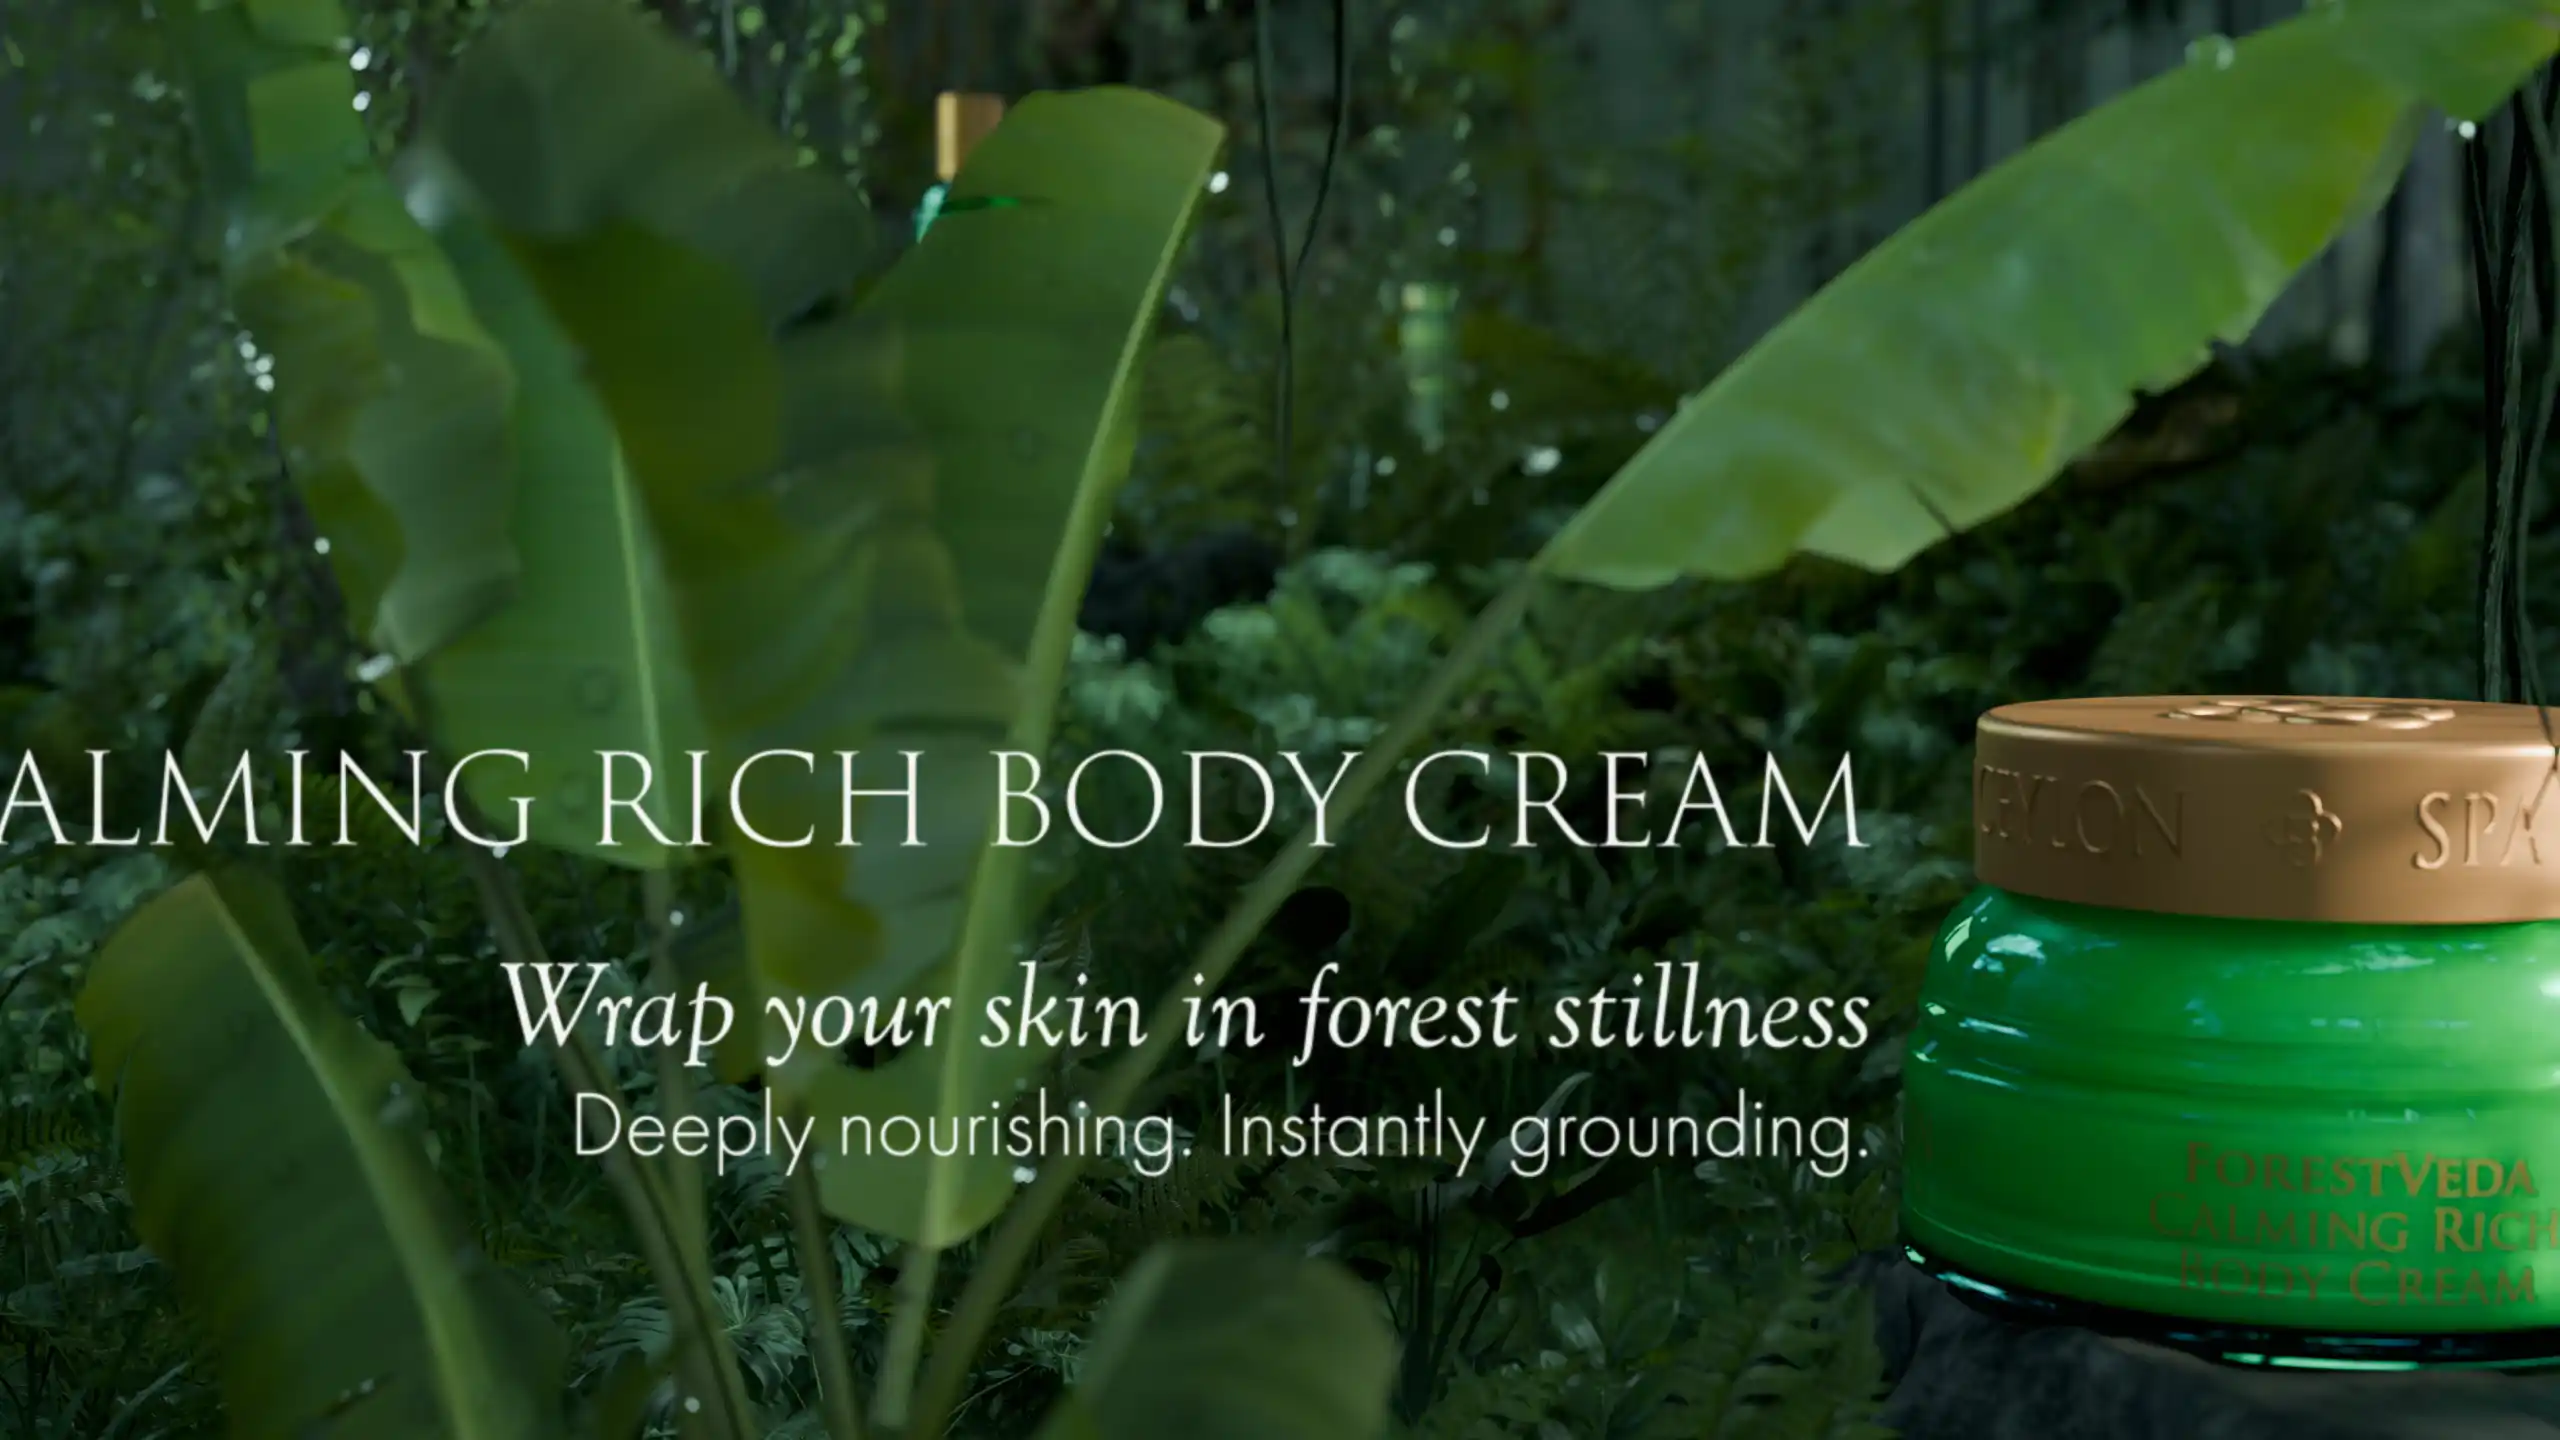 ALMING RICH BODY CREAM
Wrap your skin in forest stillness
Deeply nourishing. Instantly grounding.
CEYLON SPA
FORESTVEDA
CALMING RICH
BODY CREAM